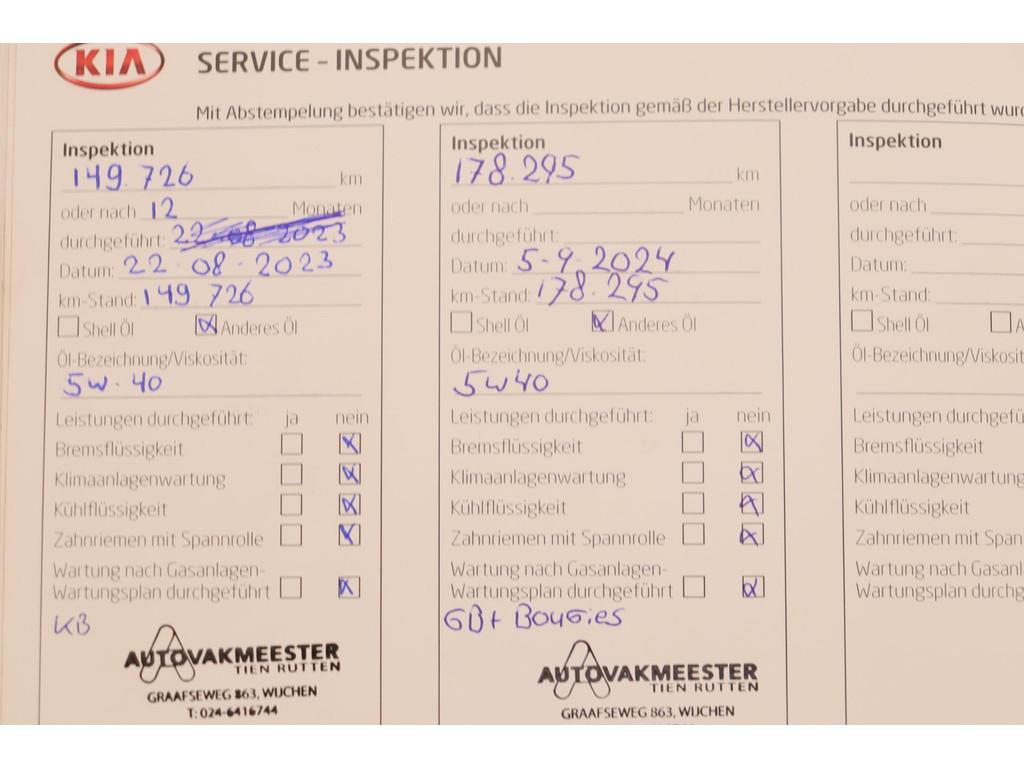 KIA
SERVICE - INSPEKTION
Mit Abstempelung bestätigen wir, dass die Inspektion gemäß der Herstellervorgabe durchgeführt
Inspektion
149.726 km
oder nach 12 Monaten
durchgeführt: 22-08 2023
Datum: 22-08-2023
km-Stand: 149 726
Shell Öl Anderes Öl
Öl-Bezeichnung/Viskosität:
5W-40
Leistungen durchgeführt: ja nein
Bremsflüssigkeit
Klimaanlagenwartung
Kühlflüssigkeit
Zahnriemen mit Spannrolle
Wartung nach Gasanlagen-
Wartungsplan durchgeführt
KB
AUTOVAKMEESTER
TIEN RUTTEN
GRAAFSEWEG 863, WIJCHEN
T: 024-6416744
Inspektion
178.295 km
oder nach Monaten
durchgeführt:
Datum: 5-9.2024
km-Stand: 178.295
Shell Öl Anderes Öl
Öl-Bezeichnung/Viskosität:
5W40
Leistungen durchgeführt: ja nein
Bremsflüssigkeit
Klimaanlagenwartung
Kühlflüssigkeit
Zahnriemen mit Spannrolle
Wartung nach Gasanlagen-
Wartungsplan durchgeführt
GB+ Bougies
AUTOVAKMEESTER
TIEN RUTTEN
GRAAFSEWEG 863, WIJCHEN
Inspektion
oder nach
durchgeführt:
Datum:
km-Stand:
Shell Öl
Öl-Bezeichnung/
Leistungen
Bremsflüssigkeit
Klimaanlagenwartung
Kühlflüssigkeit
Zahnriemen mit
Wartung nach
Wartungsplan